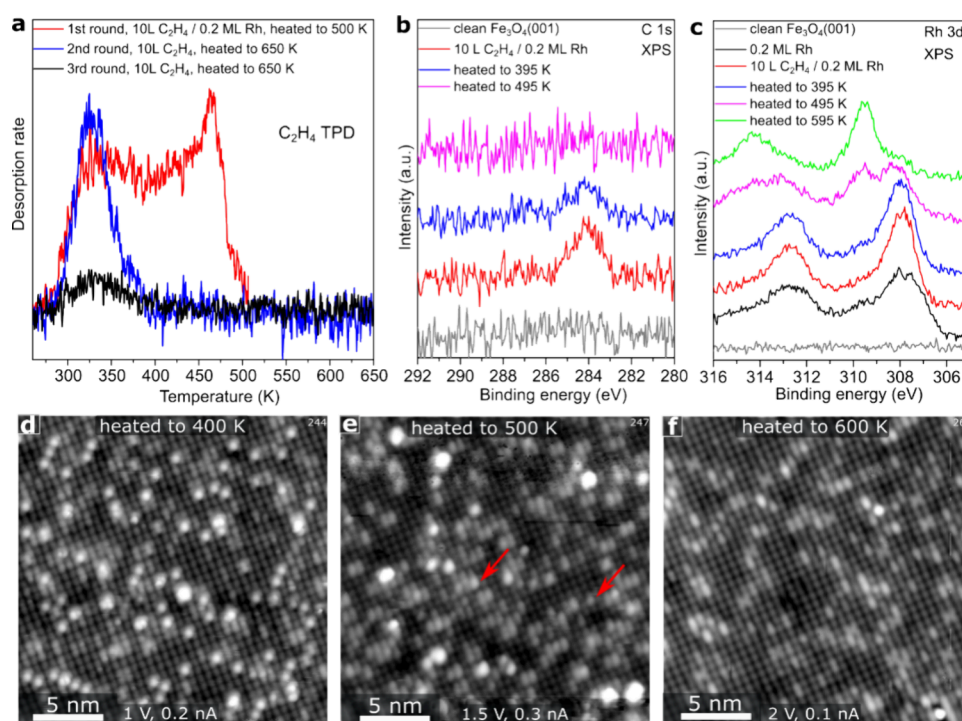 a
1st round, 10L C₂H₄ / 0.2 ML Rh, heated to 500 K
2nd round, 10L C₂H₄, heated to 650 K
3rd round, 10L C₂H₄, heated to 650 K
C₂H₄ TPD
Desorption rate
300 350 400 450 500 550 600 650
Temperature (K)
b
clean Fe₃O₄(001)
10 L C₂H₄ / 0.2 ML Rh
heated to 395 K
heated to 495 K
C 1s
XPS
Intensity (a.u.)
292 290 288 286 284 282 280
Binding energy (eV)
c
clean Fe₃O₄(001)
0.2 ML Rh
10 L C₂H₄ / 0.2 ML Rh
heated to 395 K
heated to 495 K
heated to 595 K
Rh 3d
XPS
Intensity (a.u.)
316 314 312 310 308
Binding energy (eV)
d
heated to 400 K
244
5 nm
1 V, 0.2 nA
e
heated to 500 K
247
5 nm
1.5 V, 0.3 nA
f
heated to 600 K
5 nm
2 V, 0.1 nA